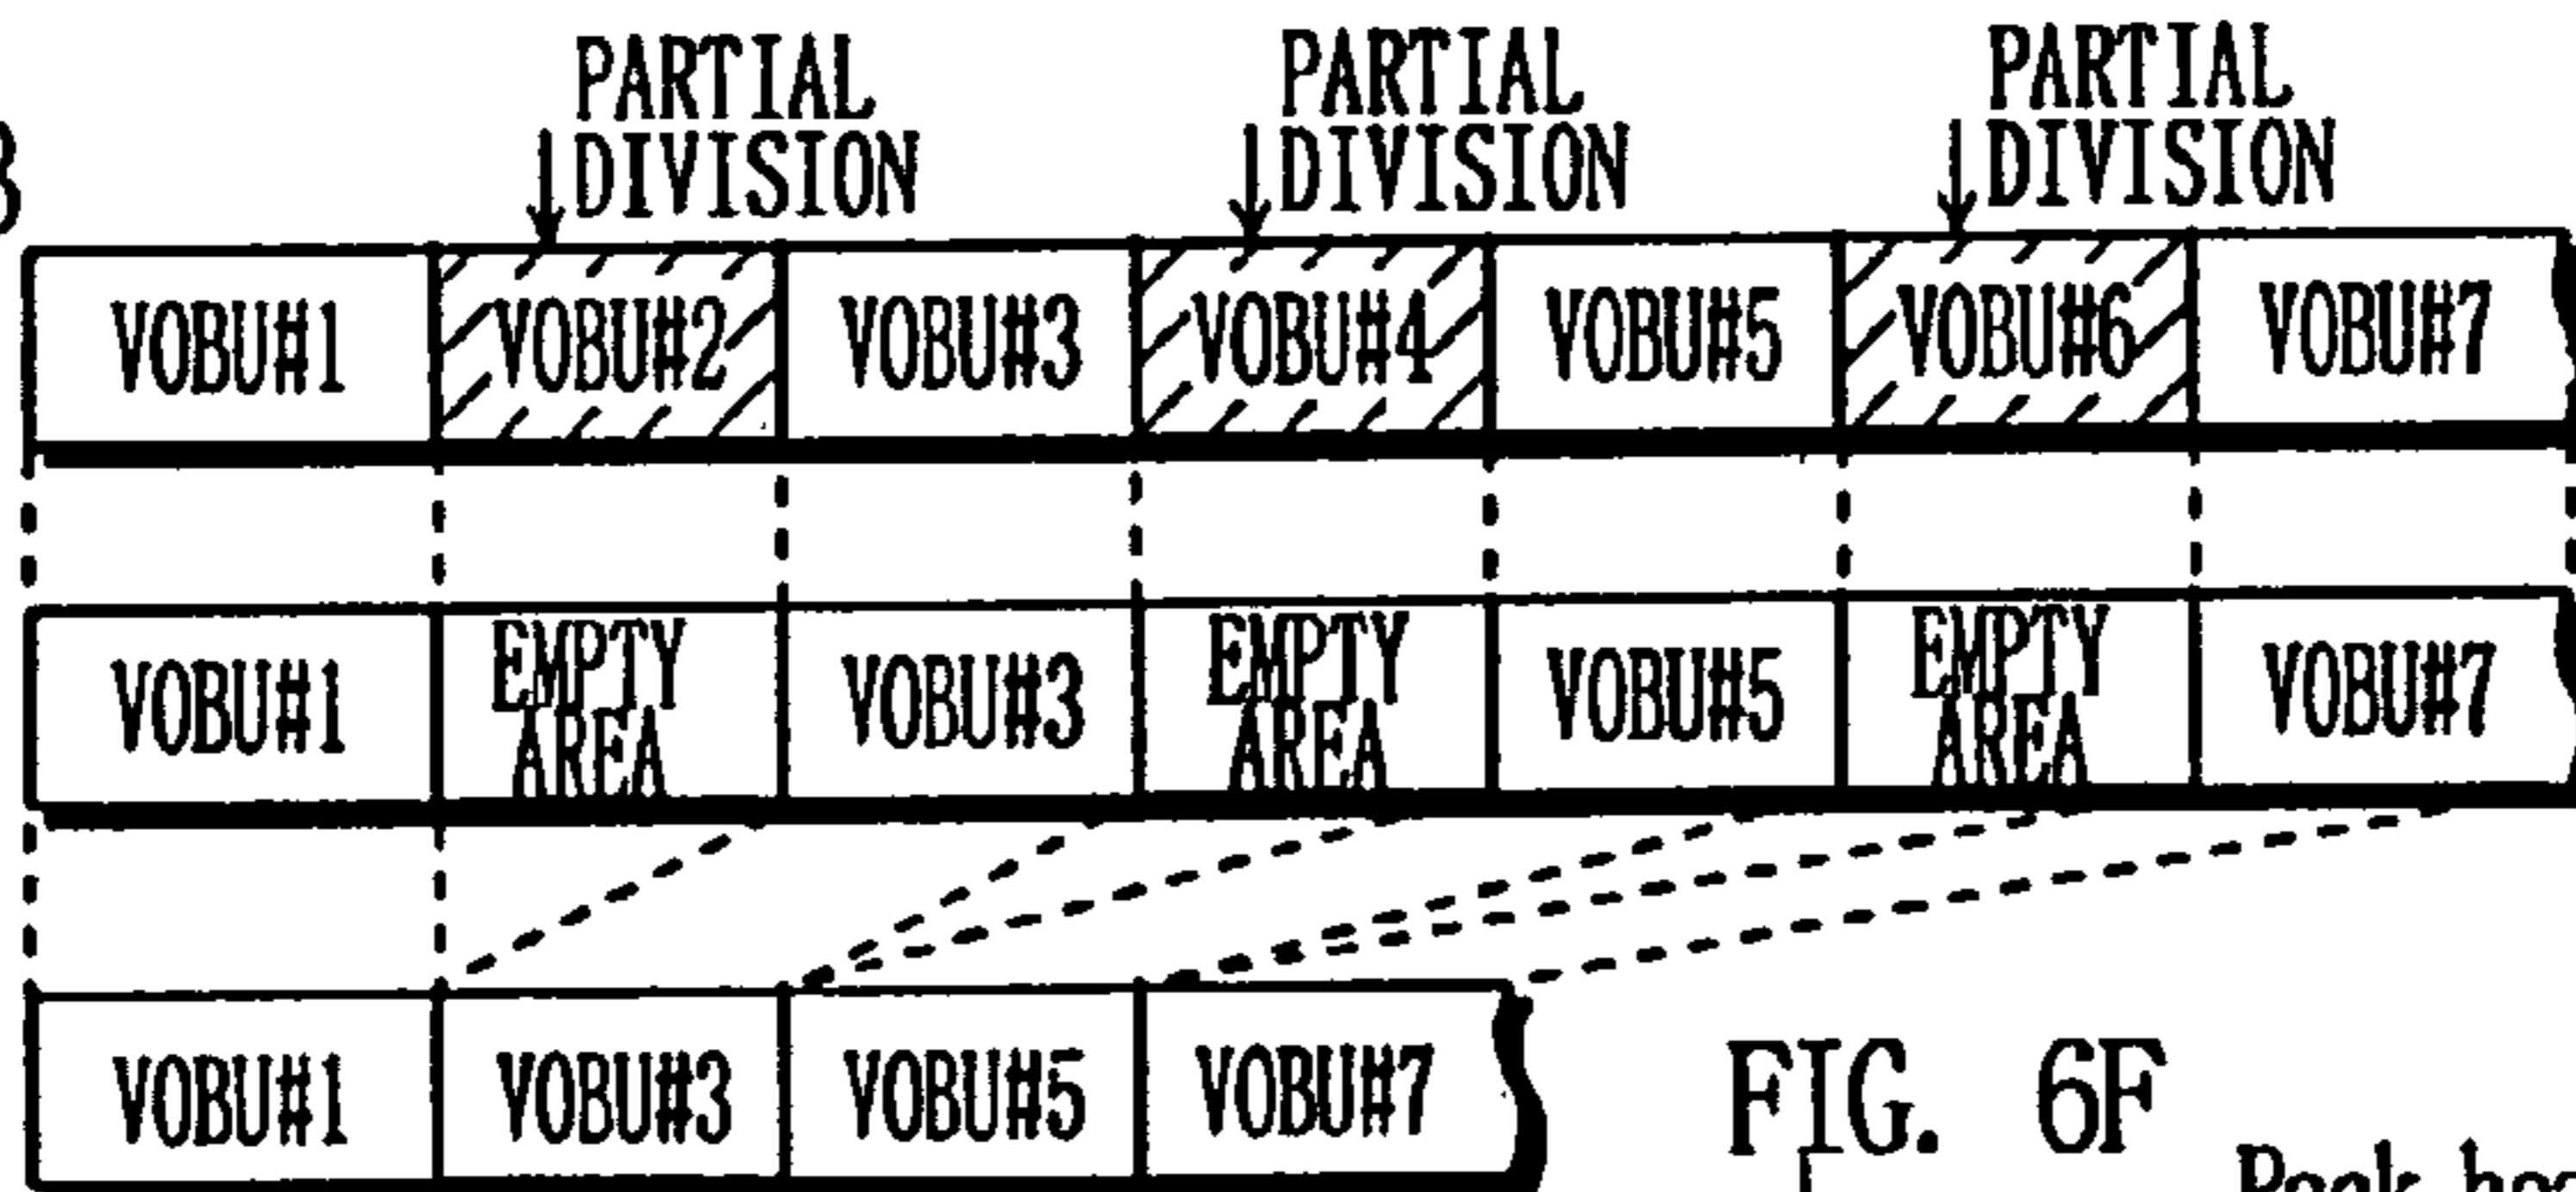 PARTIAL DIVISION
PARTIAL DIVISION
PARTIAL DIVISION
VOBU#1 VOBU#2 VOBU#3 VOBU#4 VOBU#5 VOBU#6 VOBU#7
VOBU#1 EMPTY AREA VOBU#3 EMPTY AREA VOBU#5 EMPTY AREA VOBU#7
VOBU#1 VOBU#3 VOBU#5 VOBU#7
FIG. 6F